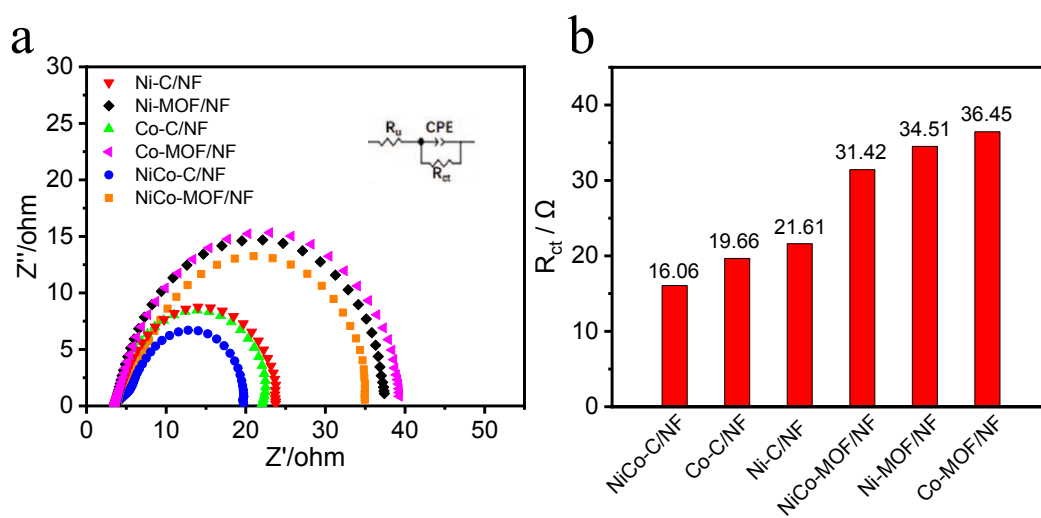 a
30
25
20
15
10
5
0
Z''/ohm
0
10
20
30
40
50
Z'/ohm
Ni-C/NF
Ni-MOF/NF
Co-C/NF
Co-MOF/NF
NiCo-C/NF
NiCo-MOF/NF
Ru
CPE
Rct
b
40
30
20
10
0
Rct / Ω
16.06
19.66
21.61
31.42
34.51
36.45
NiCo-C/NF
Co-C/NF
Ni-C/NF
NiCo-MOF/NF
Ni-MOF/NF
Co-MOF/NF